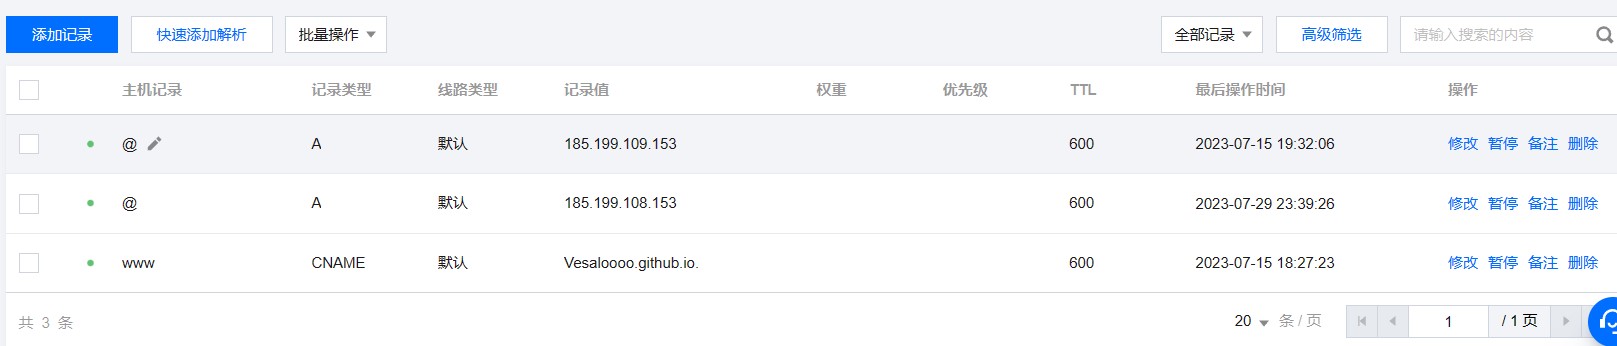 添加记录 快速添加解析 批量操作 全部记录 高级筛选 请输入搜索的内容
主机记录 记录类型 线路类型 记录值 权重 优先级 TTL 最后操作时间 操作
@ A 默认 185.199.109.153 600 2023-07-15 19:32:06 修改 暂停 备注 删除
@ A 默认 185.199.108.153 600 2023-07-29 23:39:26 修改 暂停 备注 删除
www CNAME 默认 Vesaloooo.github.io. 600 2023-07-15 18:27:23 修改 暂停 备注 删除
共 3 条 20 条 / 页 1 / 1 页